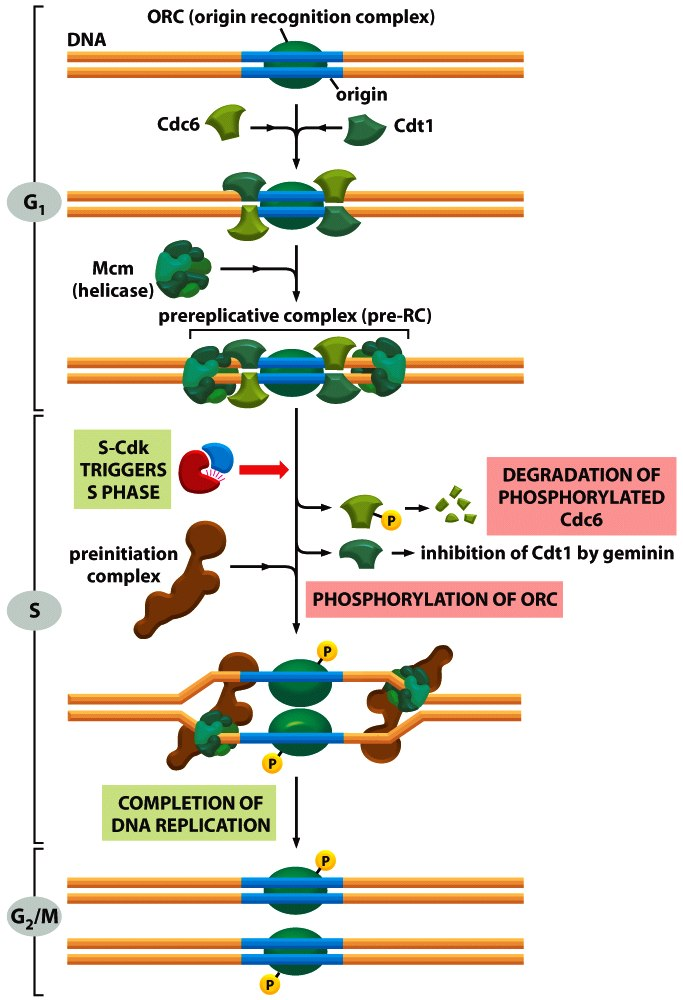 ORC (origin recognition complex)
DNA
origin
Cdc6
Cdt1
G1
Mcm
(helicase)
prereplicative complex (pre-RC)
S-Cdk
TRIGGERS
S PHASE
DEGRADATION OF
PHOSPHORYLATED
Cdc6
P
preinitiation
complex
inhibition of Cdt1 by geminin
PHOSPHORYLATION OF ORC
S
P
P
COMPLETION OF
DNA REPLICATION
P
G2/M
P